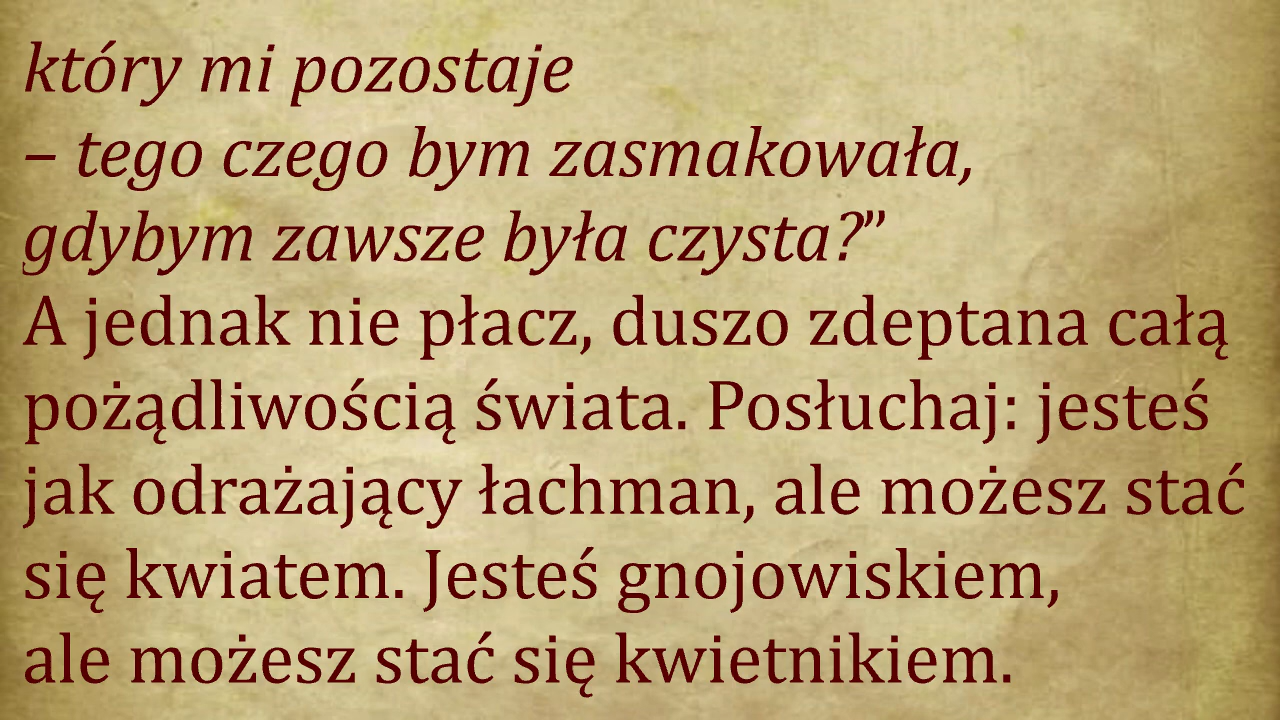 który mi pozostaje
– tego czego bym zasmakowała,
gdybym zawsze była czysta?”
A jednak nie płacz, duszo zdeptana całą
pożądliwością świata. Posłuchaj: jesteś
jak odrażający łachman, ale możesz stać
się kwiatem. Jesteś gnojowiskiem,
ale możesz stać się kwietnikiem.